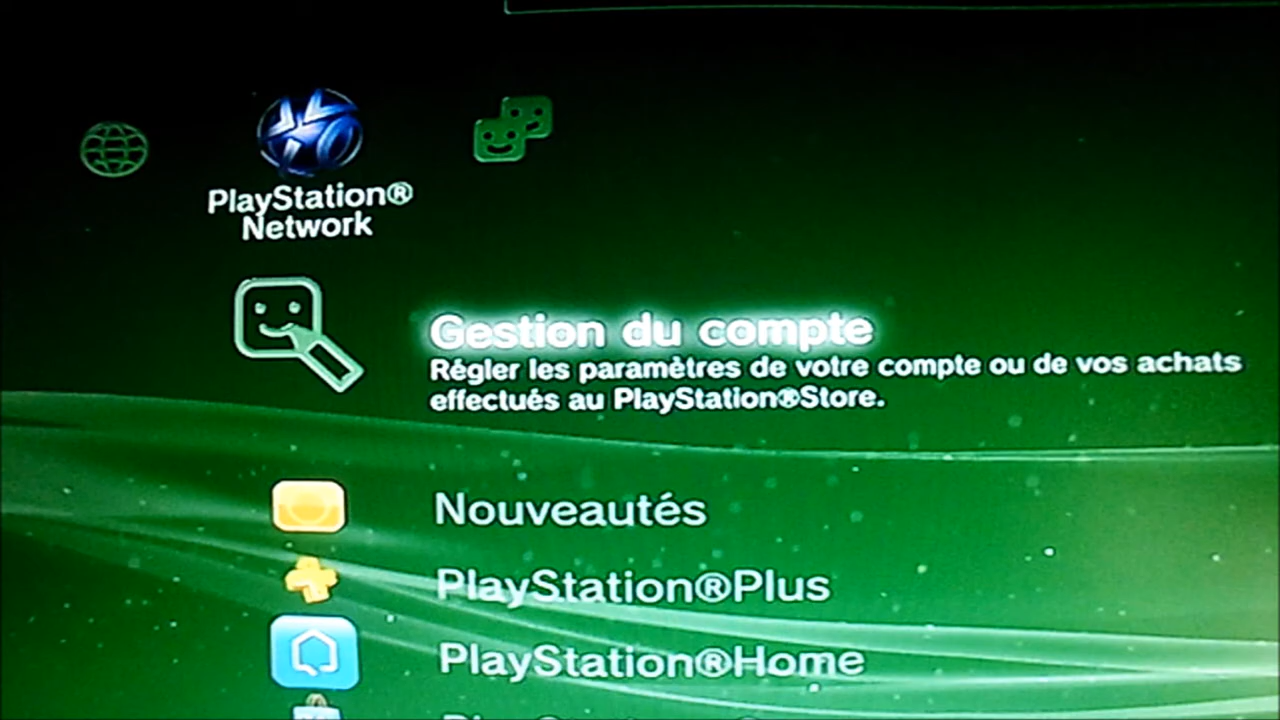 PlayStation®
Network
Gestion du compte
Régler les paramètres de votre compte ou de vos achats
effectués au PlayStation®Store.
Nouveautés
PlayStation®Plus
PlayStation®Home